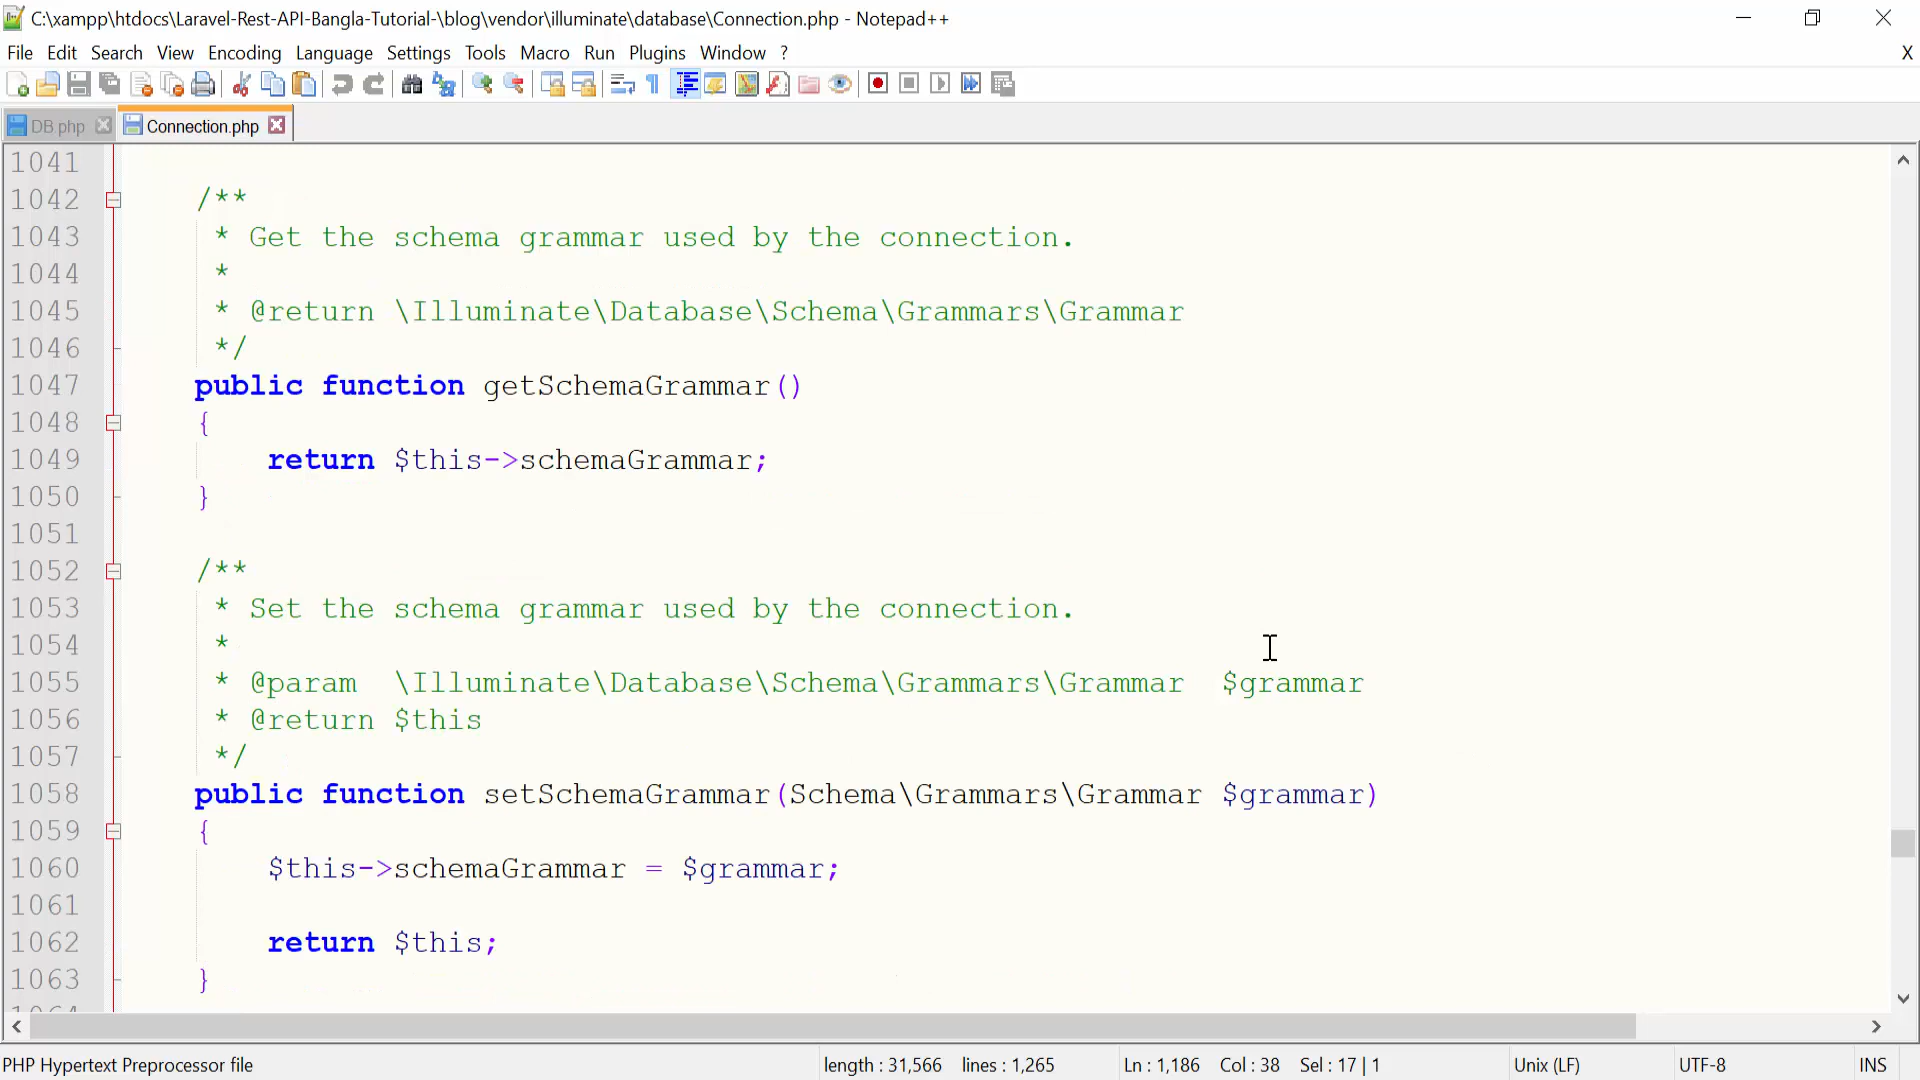 C:\xampp\htdocs\Laravel-Rest-API-Bangla-Tutorial-\blog\vendor\illuminate\database\Connection.php - Notepad++
File Edit Search View Encoding Language Settings Tools Macro Run Plugins Window ? X
DB.php Connection.php
1041
1042 /**
1043 * Get the schema grammar used by the connection.
1044 *
1045 * @return \Illuminate\Database\Schema\Grammars\Grammar
1046 */
1047 public function getSchemaGrammar()
1048 {
1049 return $this->schemaGrammar;
1050 }
1051
1052 /**
1053 * Set the schema grammar used by the connection.
1054 *
1055 * @param  \Illuminate\Database\Schema\Grammars\Grammar  $grammar
1056 * @return $this
1057 */
1058 public function setSchemaGrammar(Schema\Grammars\Grammar $grammar)
1059 {
1060 $this->schemaGrammar = $grammar;
1061
1062 return $this;
1063 }
1064
PHP Hypertext Preprocessor file length : 31,566 lines : 1,265 Ln : 1,186 Col : 38 Sel : 17 | 1 Unix (LF) UTF-8 INS